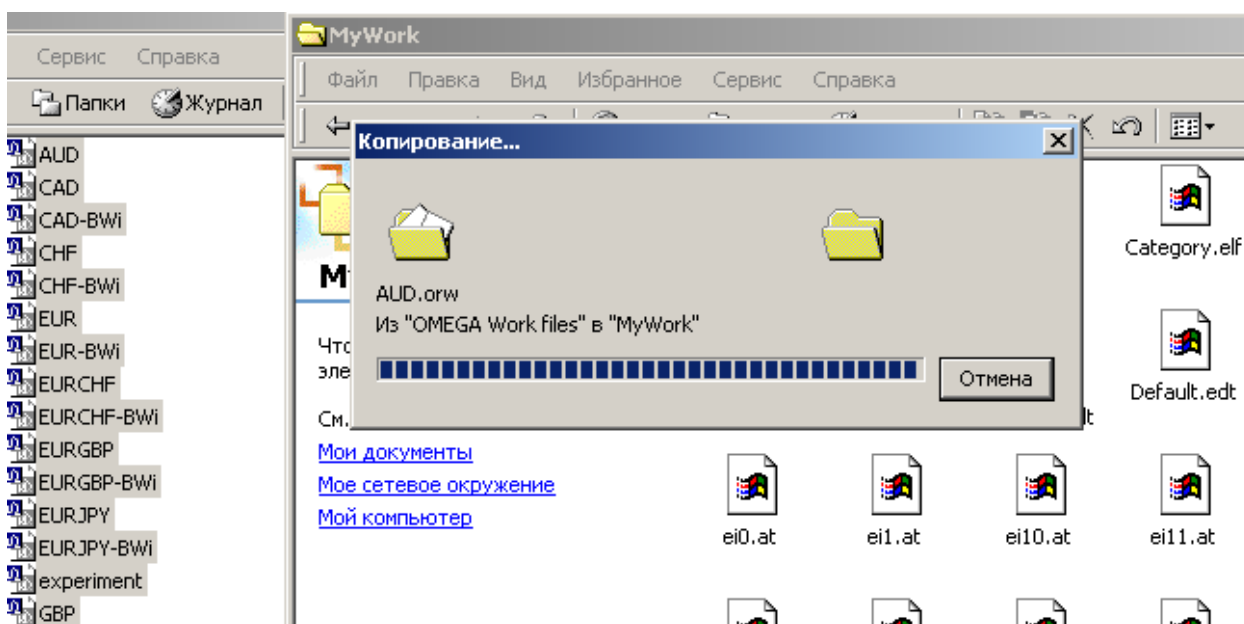 Сервис Справка
Папки Журнал
AUD
CAD
CAD-BWi
CHF
CHF-BWi
EUR
EUR-BWi
EURCHF
EURCHF-BWi
EURGBP
EURGBP-BWi
EURJPY
EURJPY-BWi
experiment
GBP
MyWork
Файл Правка Вид Избранное Сервис Справка
Копирование...
AUD.orw
Из "OMEGA Work files" в "MyWork"
Отмена
См.
Мои документы
Мое сетевое окружение
Мой компьютер
Category.elf
Default.edt
ei0.at ei1.at ei10.at ei11.at